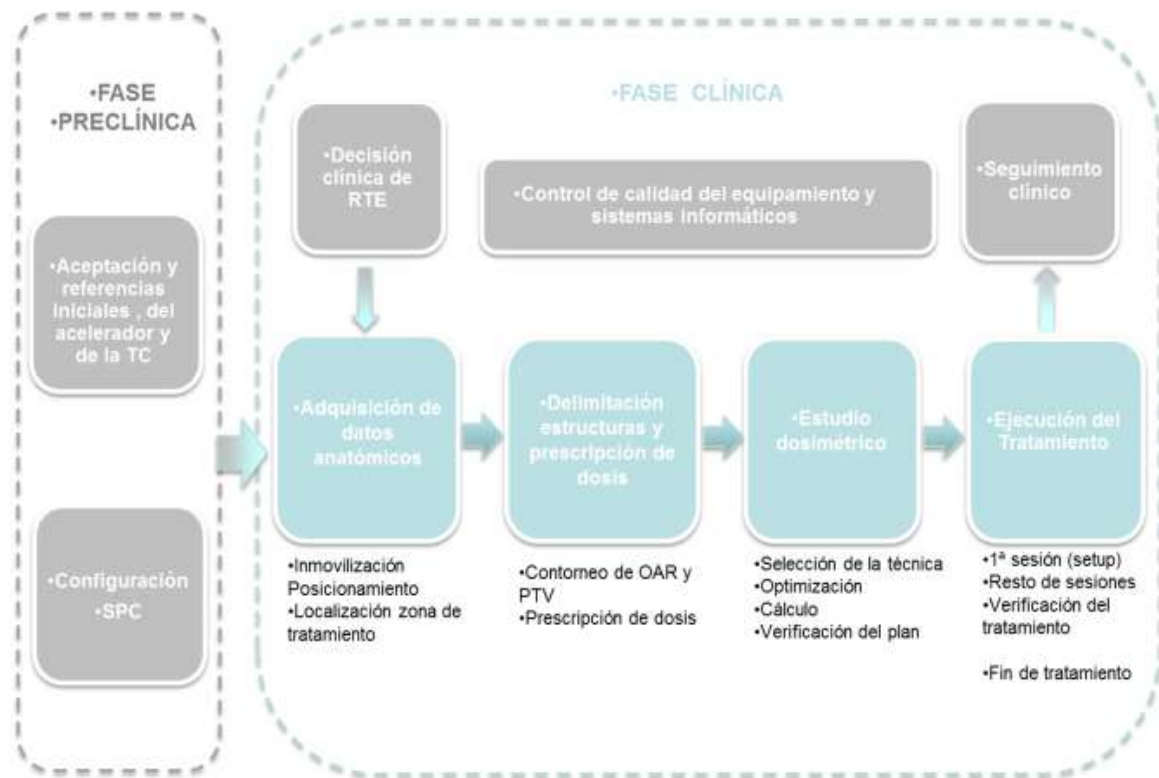 •FASE
•PRECLÍNICA
•Aceptación y
referencias
iniciales , del
acelerador y
de la TC
•Configuración
•SPC
•FASE CLÍNICA
•Decisión
clínica de
RTE
•Control de calidad del equipamiento y
sistemas informáticos
•Seguimiento
clínico
•Adquisición de
datos
anatómicos
•Delimitación
estructuras y
prescripción de
dosis
•Estudio
dosimétrico
•Ejecución del
Tratamiento
•Inmovilización
Posicionamiento
•Localización zona de
tratamiento
•Contorneo de OAR y
PTV
•Prescripción de dosis
•Selección de la técnica
•Optimización
•Cálculo
•Verificación del plan
•1ª sesión (setup)
•Resto de sesiones
•Verificación del
tratamiento
•Fin de tratamiento